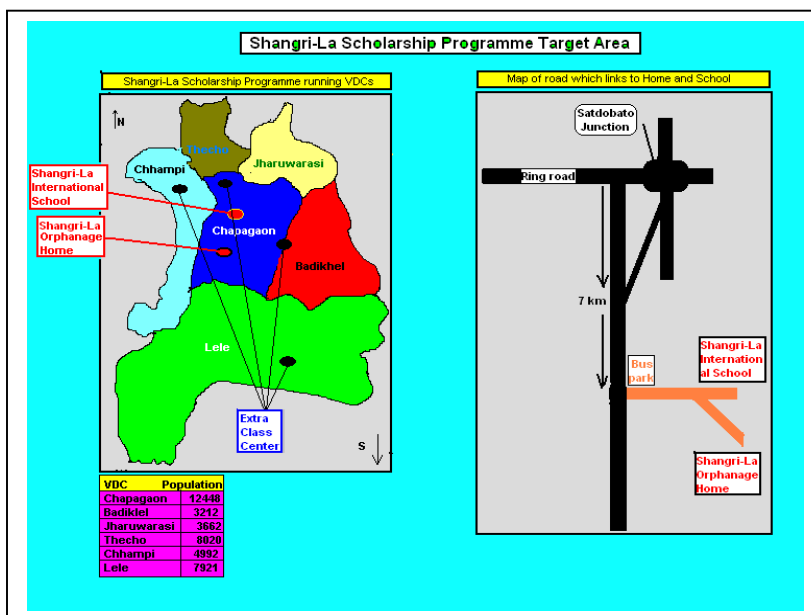 Shangri-La Scholarship Programme Target Area
Shangri-La Scholarship Programme running VDCs
N
Thecho
Jharuwarasi
Chhampi
Shangri-La
International
School
Shangri-La
Orphanage
Home
Chapagaon
Badikhel
Lele
Extra
Class
Center
S
VDC Population
Chapagaon 12448
Badiklel 3212
Jharuwarasi 3662
Thecho 8020
Chhampi 4992
Lele 7921
Map of road which links to Home and School
Satdobato
Junction
Ring road
7 km
Bus
park
Shangri-La
Internation
al School
Shangri-La
Orphanage
Home